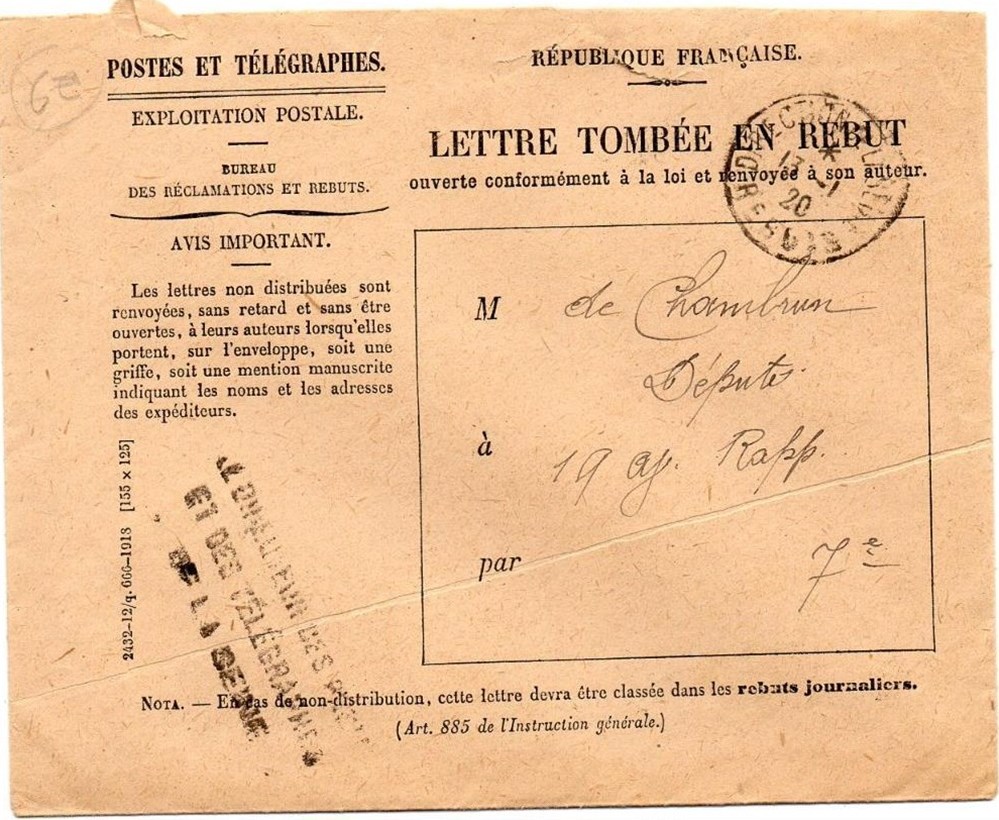 POSTES ET TÉLÉGRAPHES.
EXPLOITATION POSTALE.
BUREAU
DES RÉCLAMATIONS ET REBUTS.
AVIS IMPORTANT.
Les lettres non distribuées sont
renvoyées, sans retard et sans être
ouvertes, à leurs auteurs lorsqu'elles
portent, sur l'enveloppe, soit une
griffe, soit une mention manuscrite
indiquant les noms et les adresses
des expéditeurs.
2432-12/q. 666-1913 [155 x 125]
ET DES TÉLÉGRAPHES
DE LA SEINE
RÉPUBLIQUE FRANÇAISE.
LETTRE TOMBÉE EN REBUT
ouverte conformément à la loi et renvoyée à son auteur.
13
20
M de Chambrun
Député
à 19 av. Rapp.
par 7e
NOTA. — En cas de non-distribution, cette lettre devra être classée dans les rebuts journaliers.
(Art. 885 de l'Instruction générale.)